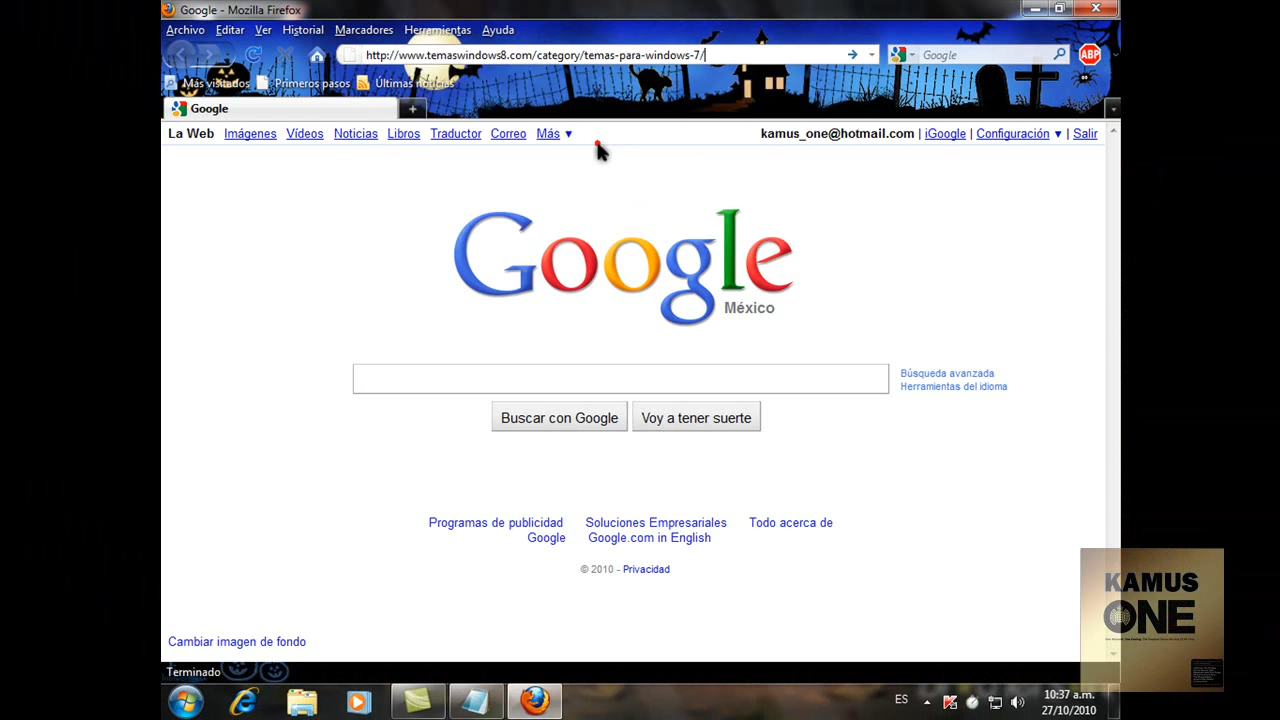 Google - Mozilla Firefox
Archivo Editar Ver Historial Marcadores Herramientas Ayuda
http://www.temaswindows8.com/category/temas-para-windows-7/ Google ABP
Más visitados Primeros pasos Últimas noticias
Google
La Web Imágenes Vídeos Noticias Libros Traductor Correo Más ▼ kamus_one@hotmail.com | iGoogle | Configuración ▼ | Salir
Google
México
Búsqueda avanzada
Herramientas del idioma
Buscar con Google Voy a tener suerte
Programas de publicidad Soluciones Empresariales Todo acerca de
Google Google.com in English
© 2010 - Privacidad
KAMUS
ONE
Cambiar imagen de fondo
Terminado
ES 10:37 a.m.
27/10/2010